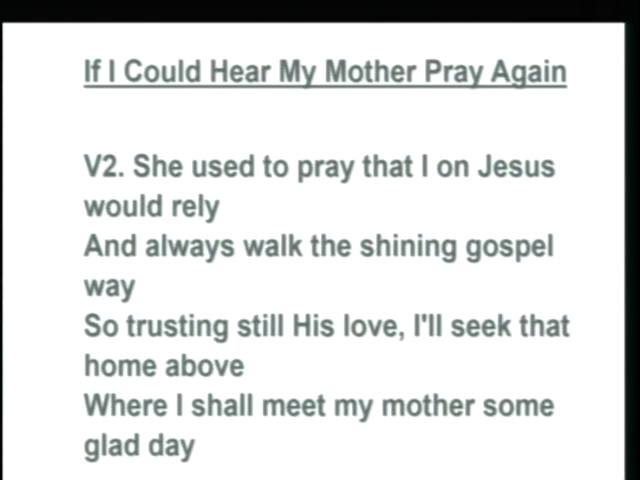 If I Could Hear My Mother Pray Again
V2. She used to pray that I on Jesus
would rely
And always walk the shining gospel
way
So trusting still His love, I'll seek that
home above
Where I shall meet my mother some
glad day